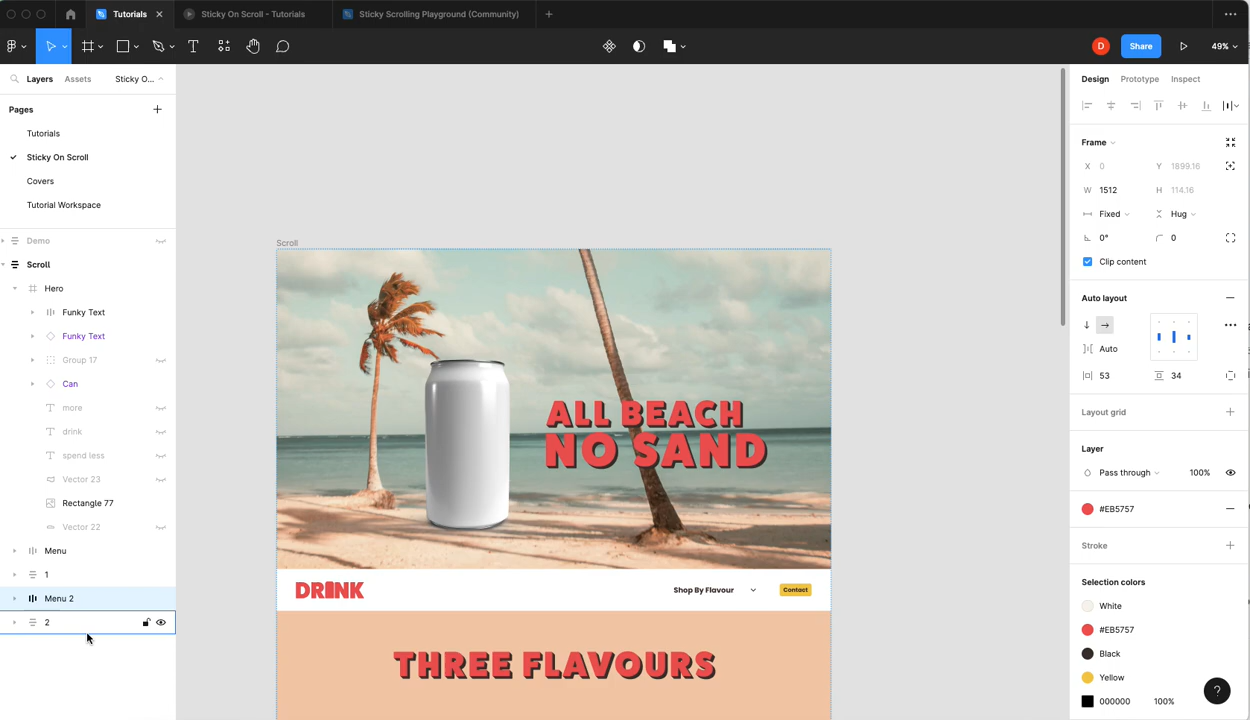 Tutorials
Sticky On Scroll - Tutorials
Sticky Scrolling Playground (Community)
D
Share
49%
Layers
Assets
Sticky O...
Pages
Tutorials
Sticky On Scroll
Covers
Tutorial Workspace
Demo
Scroll
Hero
Funky Text
Funky Text
Group 17
Can
more
drink
spend less
Vector 23
Rectangle 77
Vector 22
Menu
1
Menu 2
2
Scroll
ALL BEACH
NO SAND
DRINK
Shop By Flavour
Contact
THREE FLAVOURS
Design
Prototype
Inspect
Frame
X 0
Y 1899.16
W 1512
H 114.16
Fixed
Hug
0°
0
Clip content
Auto layout
Auto
53
34
Layout grid
Layer
Pass through
100%
#EB5757
Stroke
Selection colors
White
#EB5757
Black
Yellow
000000
100%
?